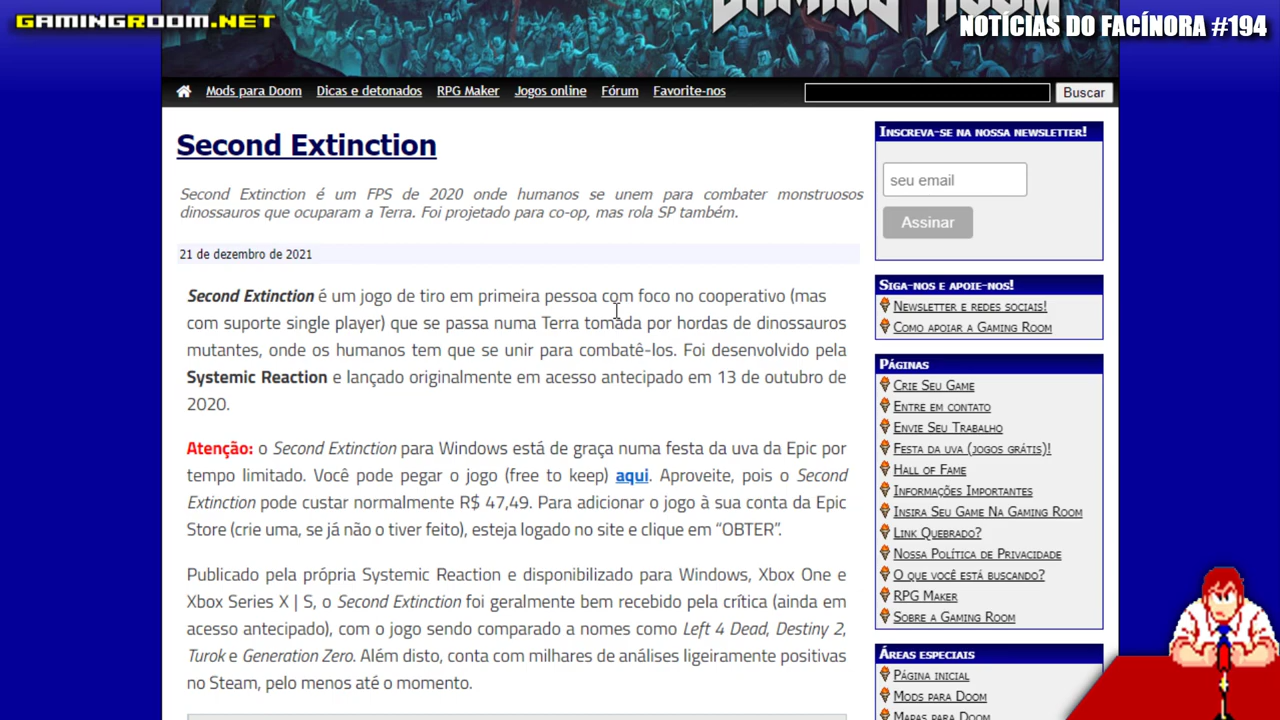 GAMINGROOM.NET
GAMING ROOM
NOTÍCIAS DO FACÍNORA #194
Mods para Doom Dicas e detonados RPG Maker Jogos online Fórum Favorite-nos
Buscar
Second Extinction
Second Extinction é um FPS de 2020 onde humanos se unem para combater monstruosos
dinossauros que ocuparam a Terra. Foi projetado para co-op, mas rola SP também.
21 de dezembro de 2021
Second Extinction é um jogo de tiro em primeira pessoa com foco no cooperativo (mas
com suporte single player) que se passa numa Terra tomada por hordas de dinossauros
mutantes, onde os humanos tem que se unir para combatê-los. Foi desenvolvido pela
Systemic Reaction e lançado originalmente em acesso antecipado em 13 de outubro de
2020.
Atenção: o Second Extinction para Windows está de graça numa festa da uva da Epic por
tempo limitado. Você pode pegar o jogo (free to keep) aqui. Aproveite, pois o Second
Extinction pode custar normalmente R$ 47,49. Para adicionar o jogo à sua conta da Epic
Store (crie uma, se já não o tiver feito), esteja logado no site e clique em “OBTER”.
Publicado pela própria Systemic Reaction e disponibilizado para Windows, Xbox One e
Xbox Series X | S, o Second Extinction foi geralmente bem recebido pela crítica (ainda em
acesso antecipado), com o jogo sendo comparado a nomes como Left 4 Dead, Destiny 2,
Turok e Generation Zero. Além disto, conta com milhares de análises ligeiramente positivas
no Steam, pelo menos até o momento.
Inscreva-se na nossa newsletter!
seu email
Assinar
Siga-nos e apoie-nos!
Newsletter e redes sociais!
Como apoiar a Gaming Room
Páginas
Crie Seu Game
Entre em contato
Envie Seu Trabalho
Festa da uva (jogos grátis)!
Hall of Fame
Informações Importantes
Insira Seu Game Na Gaming Room
Link Quebrado?
Nossa Política de Privacidade
O que você está buscando?
RPG Maker
Sobre a Gaming Room
Áreas especiais
Página inicial
Mods para Doom
Mapas para Doom